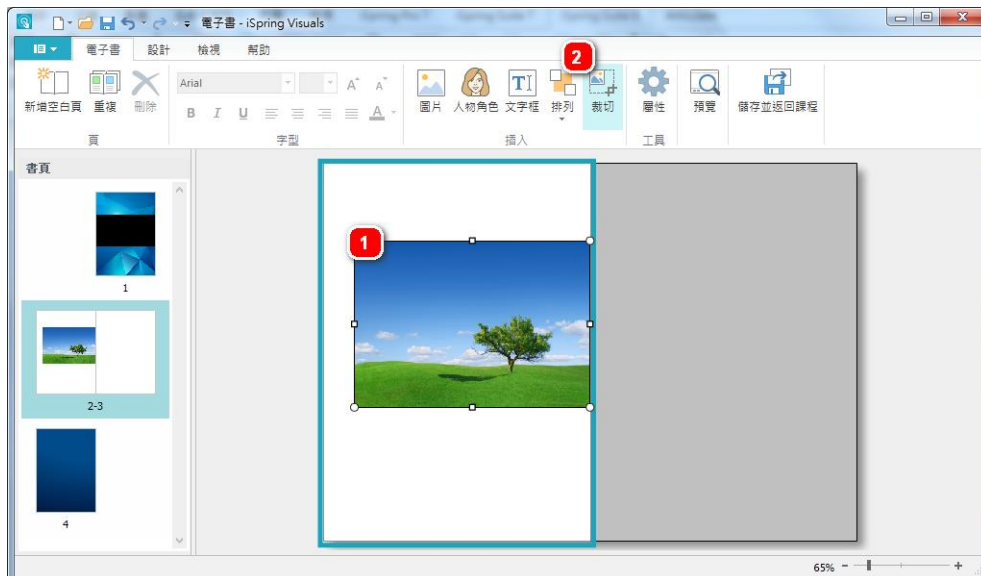 電子書 - iSpring Visuals
電子書 設計 檢視 幫助
2
Arial
A A
新增空白頁 重複 刪除 B I U A 圖片 人物角色 文字框 排列 裁切 屬性 預覽 儲存並返回課程
頁 字型 插入 工具
書頁
1
1
2-3
4
65% - +